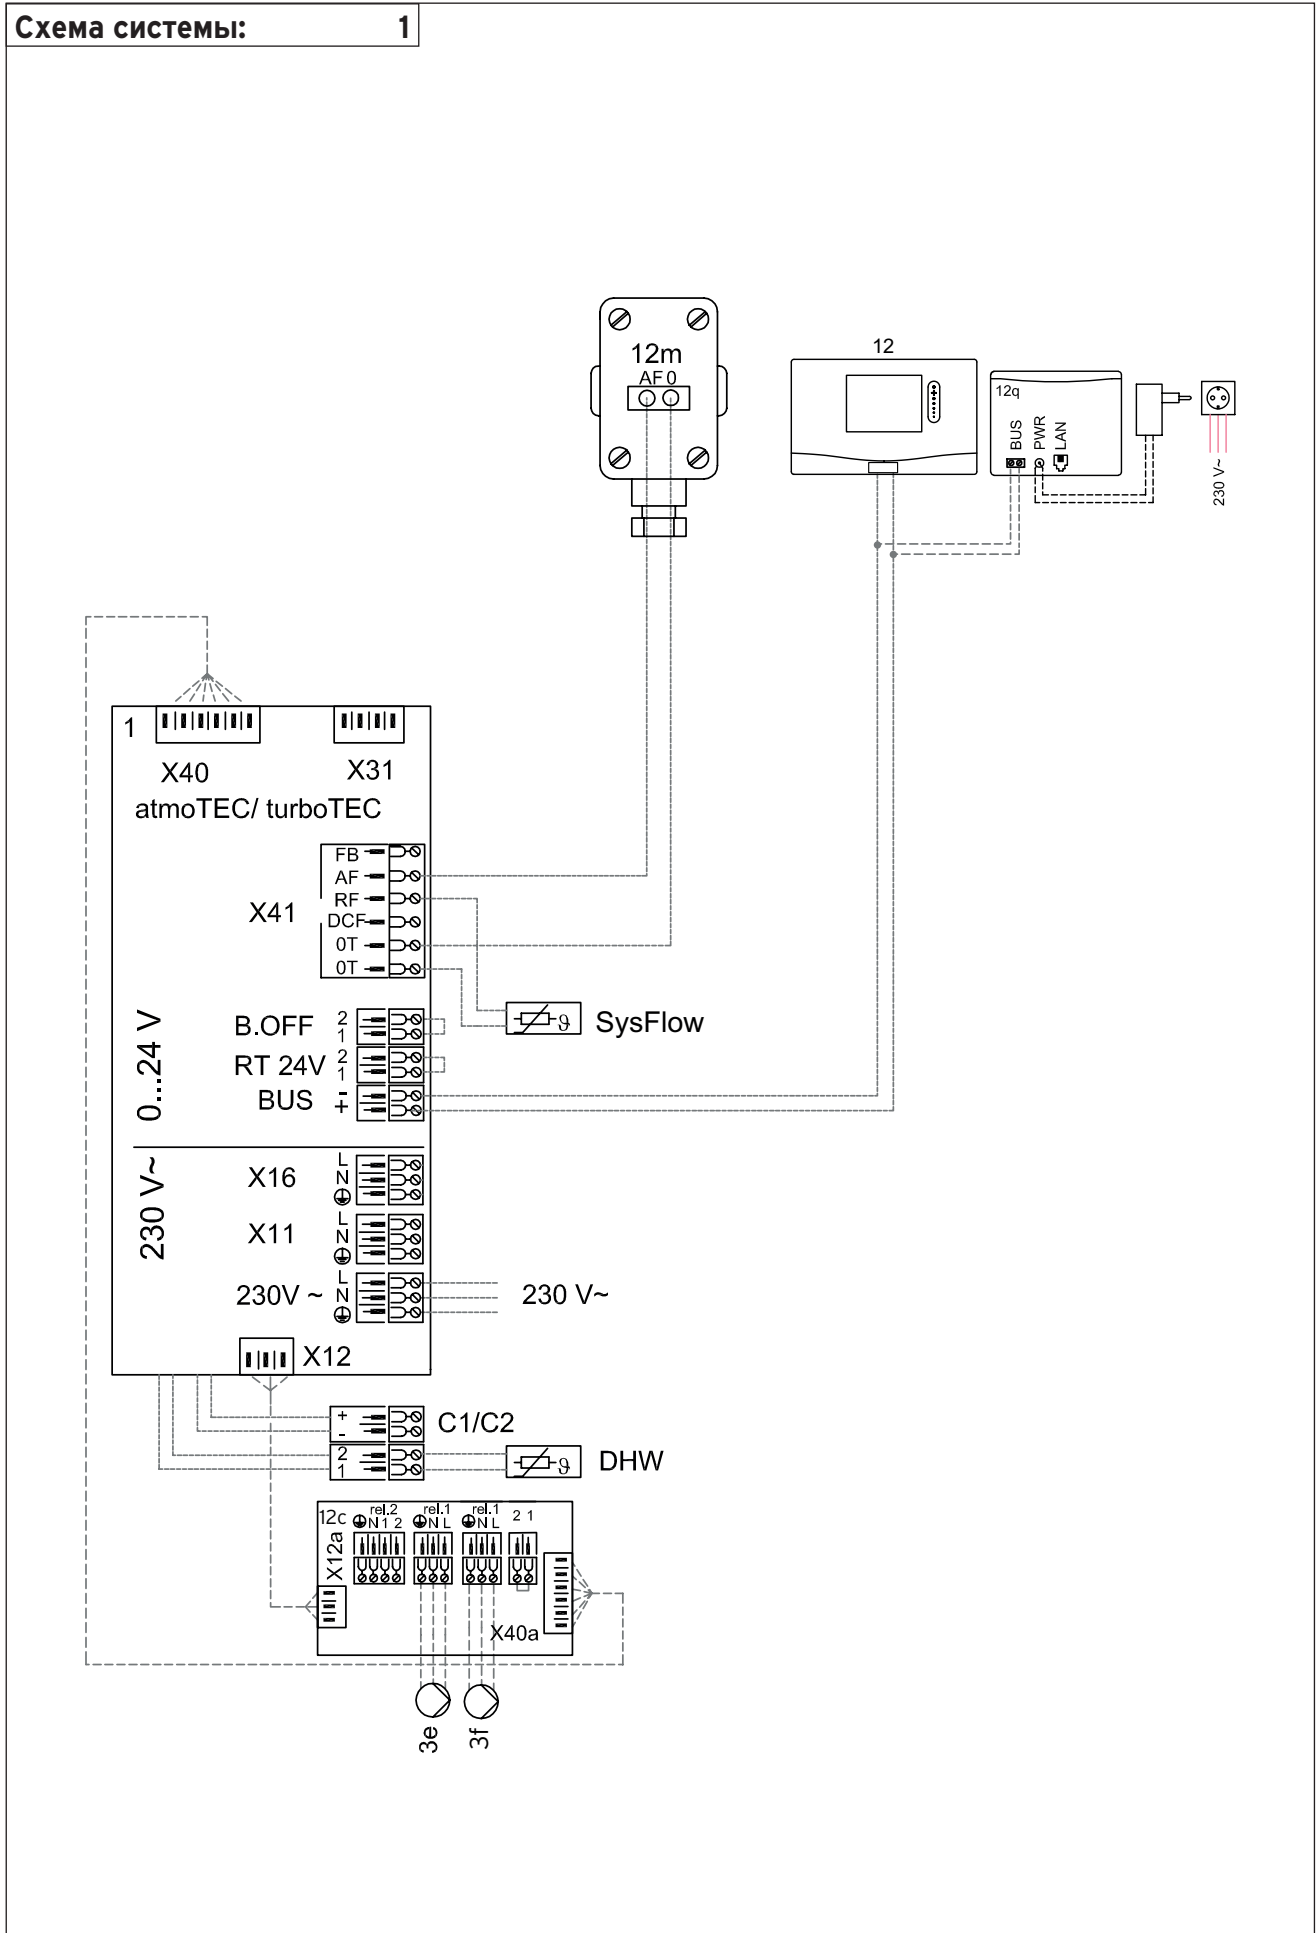 Схема системы: 1
12m
AF 0
12
12q
BUS
PWR
LAN
230 V~
1
X40
X31
atmoTEC/ turboTEC
X41
FB
AF
RF
DCF
0T
0T
SysFlow
0...24 V
B.OFF 2
1
RT 24V 2
1
BUS -
+
230 V~
X16 L
N
X11 L
N
230V ~ L
N
230 V~
X12
+
-
C1/C2
2
1
DHW
12c
X12a
rel.2
N 1 2
rel.1
N L
rel.1
N L
2 1
X40a
3e
3f